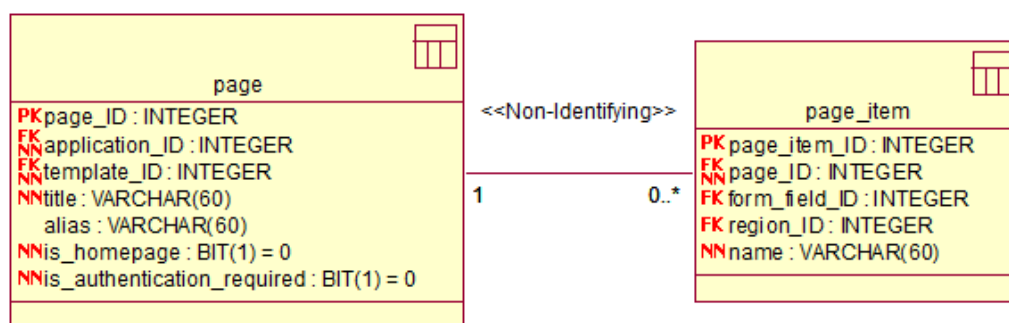 page
PK page_ID : INTEGER
FK NN application_ID : INTEGER
FK NN template_ID : INTEGER
NN title : VARCHAR(60)
alias : VARCHAR(60)
NN is_homepage : BIT(1) = 0
NN is_authentication_required : BIT(1) = 0
<<Non-Identifying>>
1 0..*
page_item
PK page_item_ID : INTEGER
FK NN page_ID : INTEGER
FK form_field_ID : INTEGER
FK region_ID : INTEGER
NN name : VARCHAR(60)